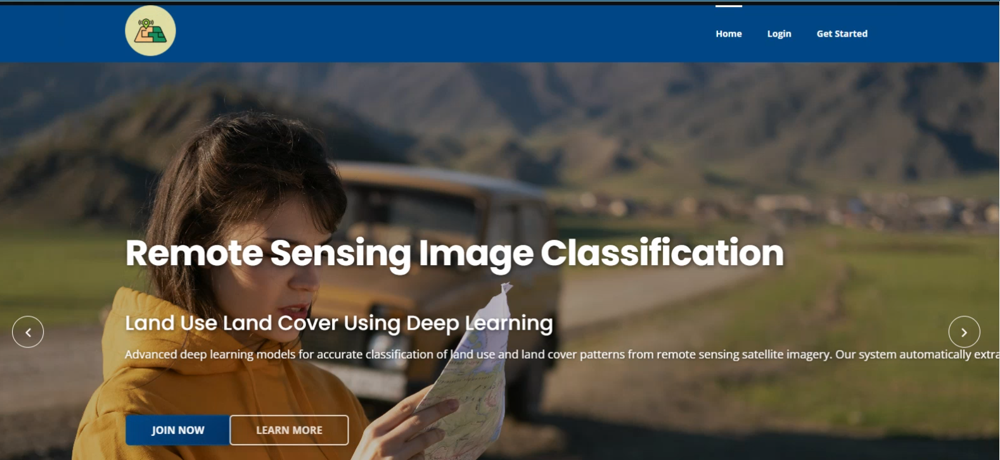 Home Login Get Started
Remote Sensing Image Classification
Land Use Land Cover Using Deep Learning
Advanced deep learning models for accurate classification of land use and land cover patterns from remote sensing satellite imagery. Our system automatically extra
JOIN NOW LEARN MORE